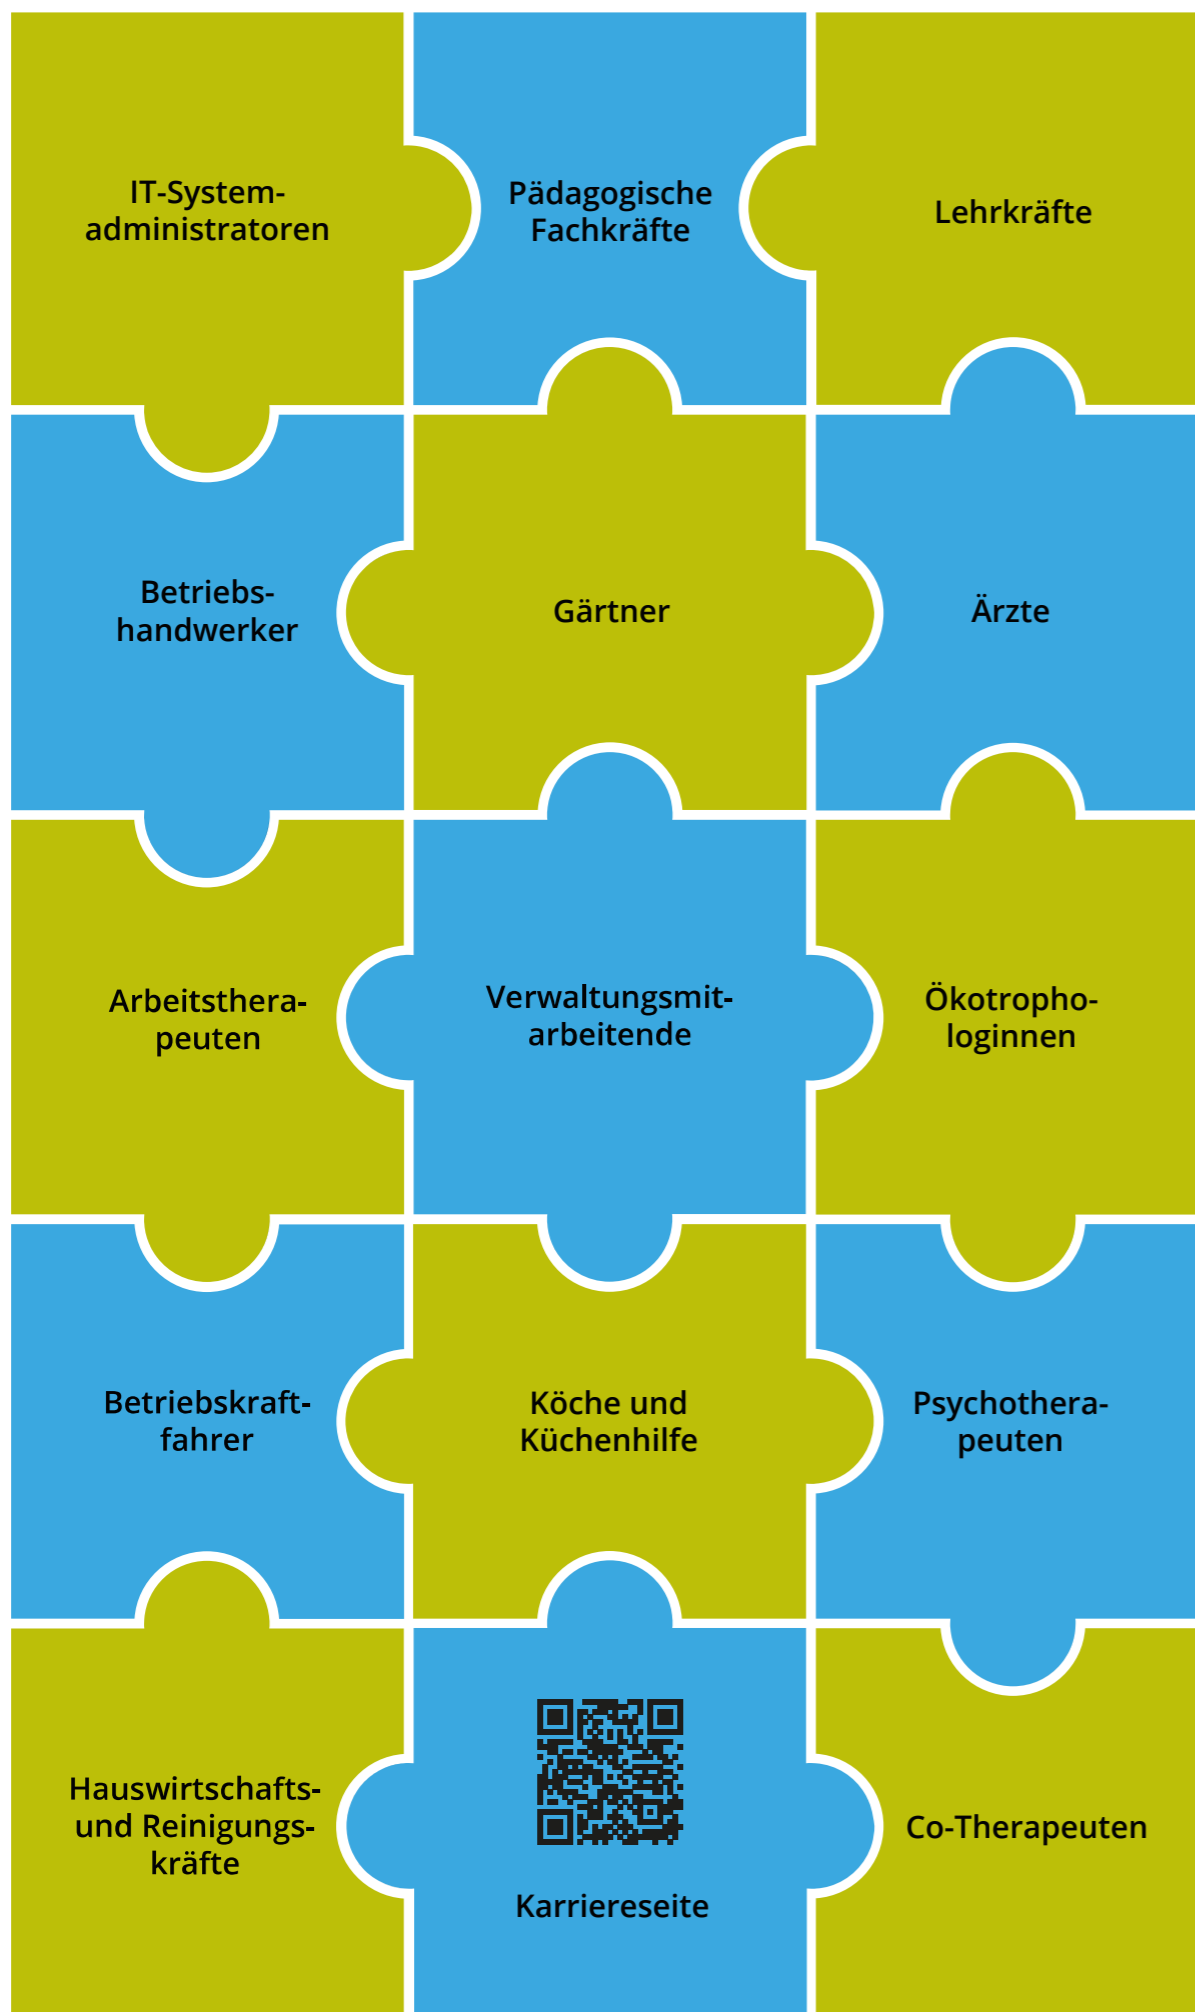 IT-System-
administratoren
Pädagogische
Fachkräfte
Lehrkräfte
Betriebs-
handwerker
Gärtner
Ärzte
Arbeitsthera-
peuten
Verwaltungsmit-
arbeitende
Ökotropho-
loginnen
Betriebskraft-
fahrer
Köche und
Küchenhilfe
Psychothera-
peuten
Hauswirtschafts-
und Reinigungs-
kräfte
Karriereseite
Co-Therapeuten